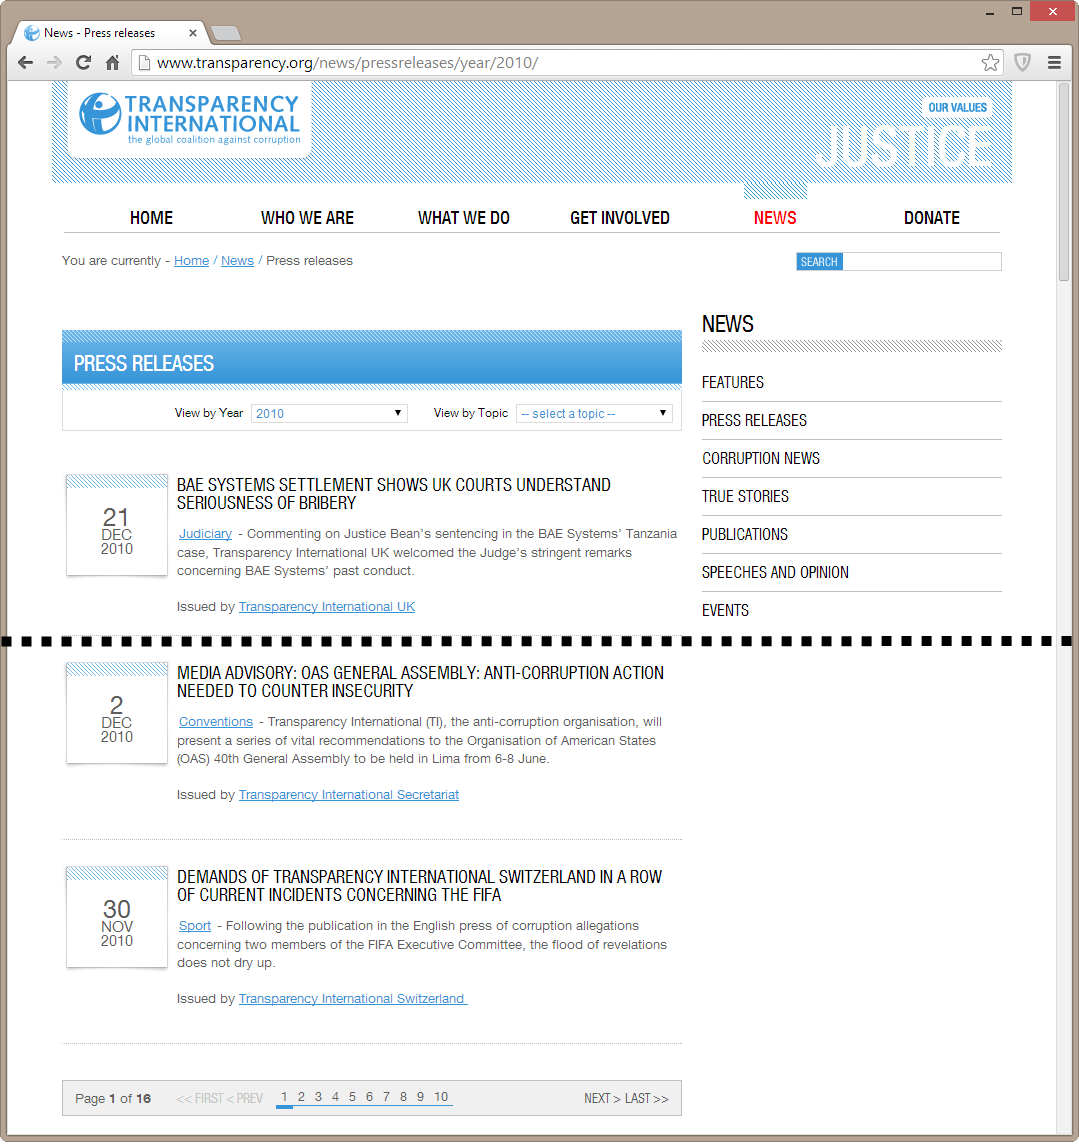 News - Press releases
www.transparency.org/news/pressreleases/year/2010/
TRANSPARENCY
INTERNATIONAL
the global coalition against corruption
OUR VALUES
JUSTICE
HOME WHO WE ARE WHAT WE DO GET INVOLVED NEWS DONATE
You are currently - Home / News / Press releases
SEARCH
PRESS RELEASES
View by Year 2010 View by Topic -- select a topic --
21
DEC
2010
BAE SYSTEMS SETTLEMENT SHOWS UK COURTS UNDERSTAND
SERIOUSNESS OF BRIBERY
Judiciary - Commenting on Justice Bean’s sentencing in the BAE Systems’ Tanzania
case, Transparency International UK welcomed the Judge’s stringent remarks
concerning BAE Systems’ past conduct.
Issued by Transparency International UK
2
DEC
2010
MEDIA ADVISORY: OAS GENERAL ASSEMBLY: ANTI-CORRUPTION ACTION
NEEDED TO COUNTER INSECURITY
Conventions - Transparency International (TI), the anti-corruption organisation, will
present a series of vital recommendations to the Organisation of American States
(OAS) 40th General Assembly to be held in Lima from 6-8 June.
Issued by Transparency International Secretariat
30
NOV
2010
DEMANDS OF TRANSPARENCY INTERNATIONAL SWITZERLAND IN A ROW
OF CURRENT INCIDENTS CONCERNING THE FIFA
Sport - Following the publication in the English press of corruption allegations
concerning two members of the FIFA Executive Committee, the flood of revelations
does not dry up.
Issued by Transparency International Switzerland
Page 1 of 16 << FIRST < PREV 1 2 3 4 5 6 7 8 9 10 NEXT > LAST >>
NEWS
FEATURES
PRESS RELEASES
CORRUPTION NEWS
TRUE STORIES
PUBLICATIONS
SPEECHES AND OPINION
EVENTS